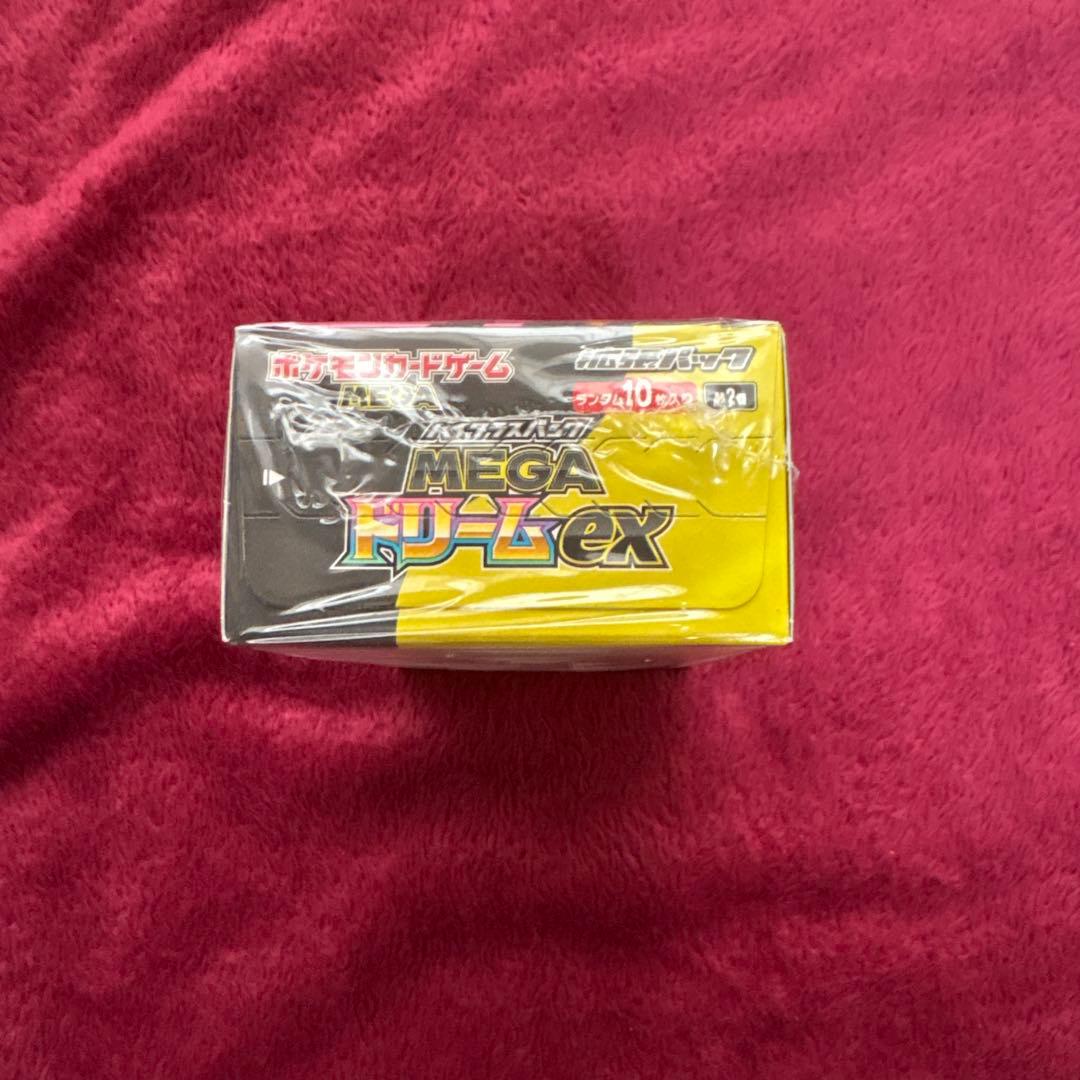 ポケモンカードゲーム
MEGA
拡張パック
ランダム10枚入り
ハイクラスパック
MEGA
ドリームex